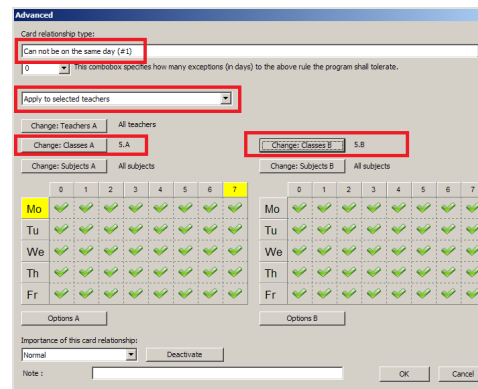 Advanced
Card relationship type:
Can not be on the same day (#1)
0 This combobox specifies how many exceptions (in days) to the above rule the program shall tolerate.
Apply to selected teachers
Change: Teachers A All teachers
Change: Classes A 5.A Change: Classes B 5.B
Change: Subjects A All subjects Change: Subjects B All subjects
0 1 2 3 4 5 6 7 0 1 2 3 4 5 6 7
Mo Mo
Tu Tu
We We
Th Th
Fr Fr
Options A Options B
Importance of this card relationship:
Normal Deactivate
Note :
OK Cancel